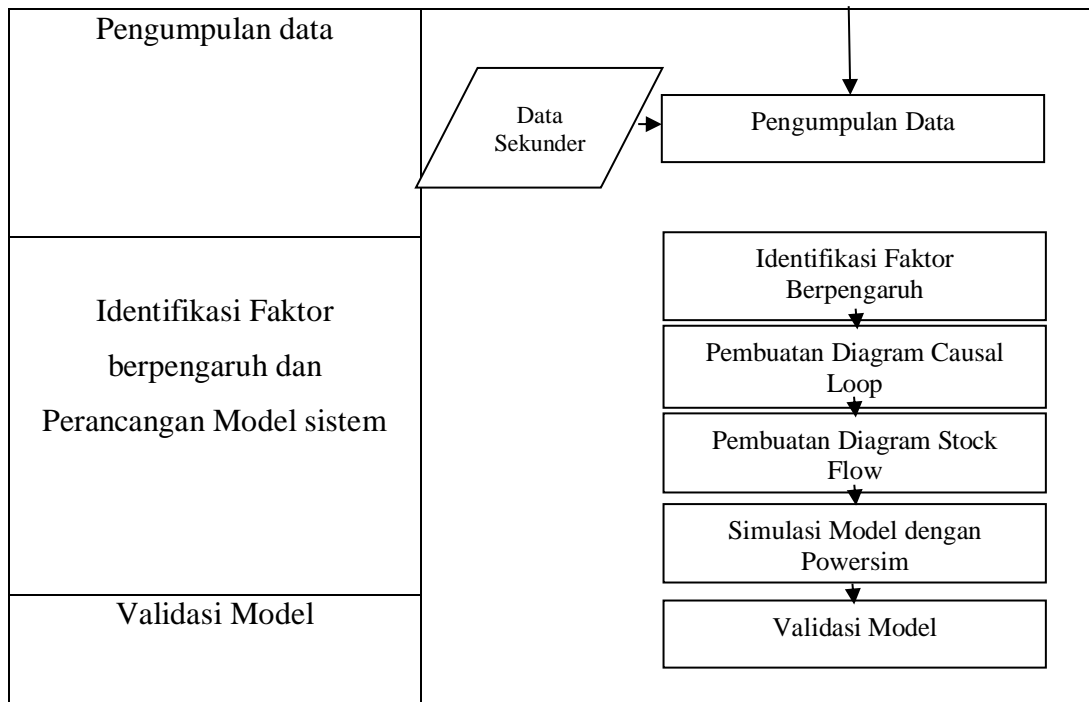 Pengumpulan data
Data
Sekunder
Pengumpulan Data
Identifikasi Faktor
berpengaruh dan
Perancangan Model sistem
Identifikasi Faktor
Berpengaruh
Pembuatan Diagram Causal
Loop
Pembuatan Diagram Stock
Flow
Simulasi Model dengan
Powersim
Validasi Model
Validasi Model